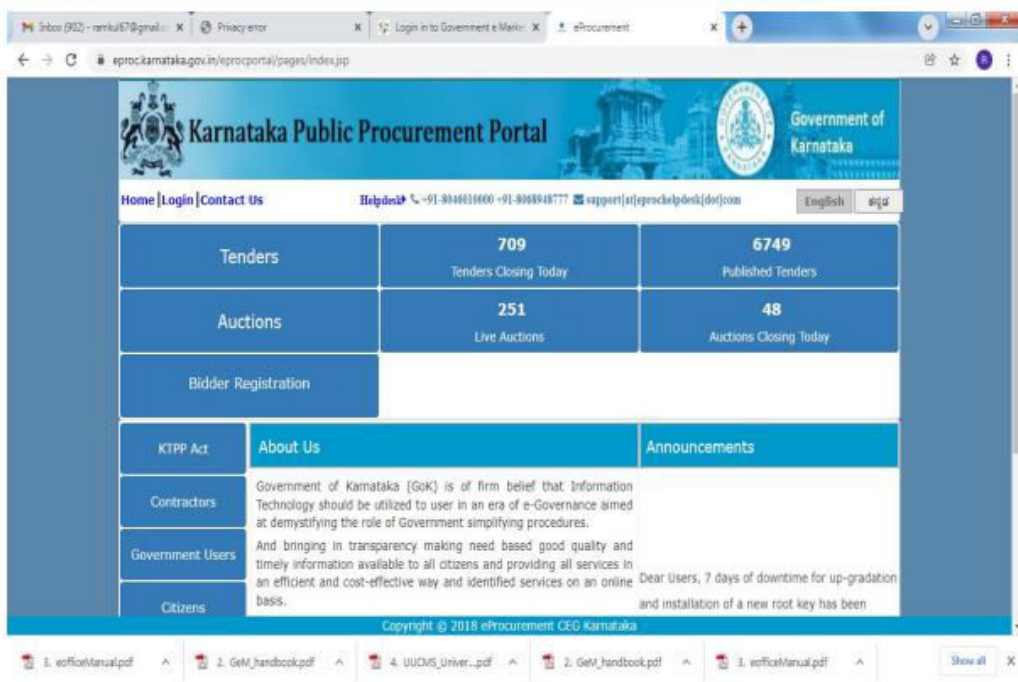 Inbox (902) - ramkul67@gmail.c
Privacy error
Login in to Government e Marke
eProcurement
eproc.karnataka.gov.in/eprocportal/pages/index.jsp
Karnataka Public Procurement Portal
Government of
Karnataka
Home |Login |Contact Us
Helpdesk +91-8046010000 +91-8068948777 support[at]eprochelpdesk[dot]com
English ಕನ್ನಡ
Tenders
709
Tenders Closing Today
6749
Published Tenders
Auctions
251
Live Auctions
48
Auctions Closing Today
Bidder Registration
KTPP Act
Contractors
Government Users
Citizens
About Us
Government of Karnataka (GoK) is of firm belief that Information
Technology should be utilized to user in an era of e-Governance aimed
at demystifying the role of Government simplifying procedures.
And bringing in transparency making need based good quality and
timely information available to all citizens and providing all services in
an efficient and cost-effective way and identified services on an online
basis.
Announcements
Dear Users, 7 days of downtime for up-gradation
and installation of a new root key has been
Copyright © 2018 eProcurement CEG Karnataka
3. eofficeManual.pdf
2. GeM_handbook.pdf
4. UUCMS_Univer...pdf
2. GeM_handbook.pdf
3. eofficeManual.pdf
Show all